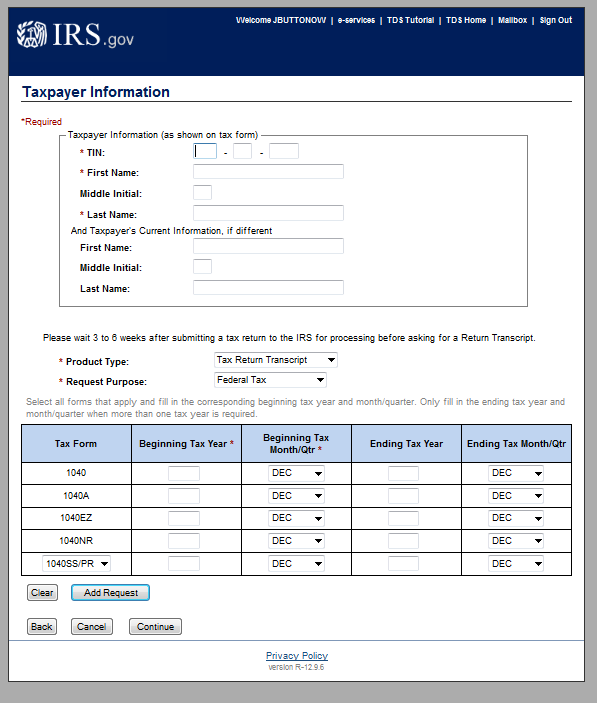 Welcome JBUTTONOW | e-services | TDS Tutorial | TDS Home | Mailbox | Sign Out
IRS.gov
Taxpayer Information
*Required
Taxpayer Information (as shown on tax form)
* TIN: - -
* First Name:
Middle Initial:
* Last Name:
And Taxpayer's Current Information, if different
First Name:
Middle Initial:
Last Name:
Please wait 3 to 6 weeks after submitting a tax return to the IRS for processing before asking for a Return Transcript.
* Product Type: Tax Return Transcript
* Request Purpose: Federal Tax
Select all forms that apply and fill in the corresponding beginning tax year and month/quarter. Only fill in the ending tax year and
month/quarter when more than one tax year is required.
Tax Form Beginning Tax Year * Beginning Tax Month/Qtr * Ending Tax Year Ending Tax Month/Qtr
1040 DEC DEC
1040A DEC DEC
1040EZ DEC DEC
1040NR DEC DEC
1040SS/PR DEC DEC
Clear Add Request
Back Cancel Continue
Privacy Policy
version R-12.9.6